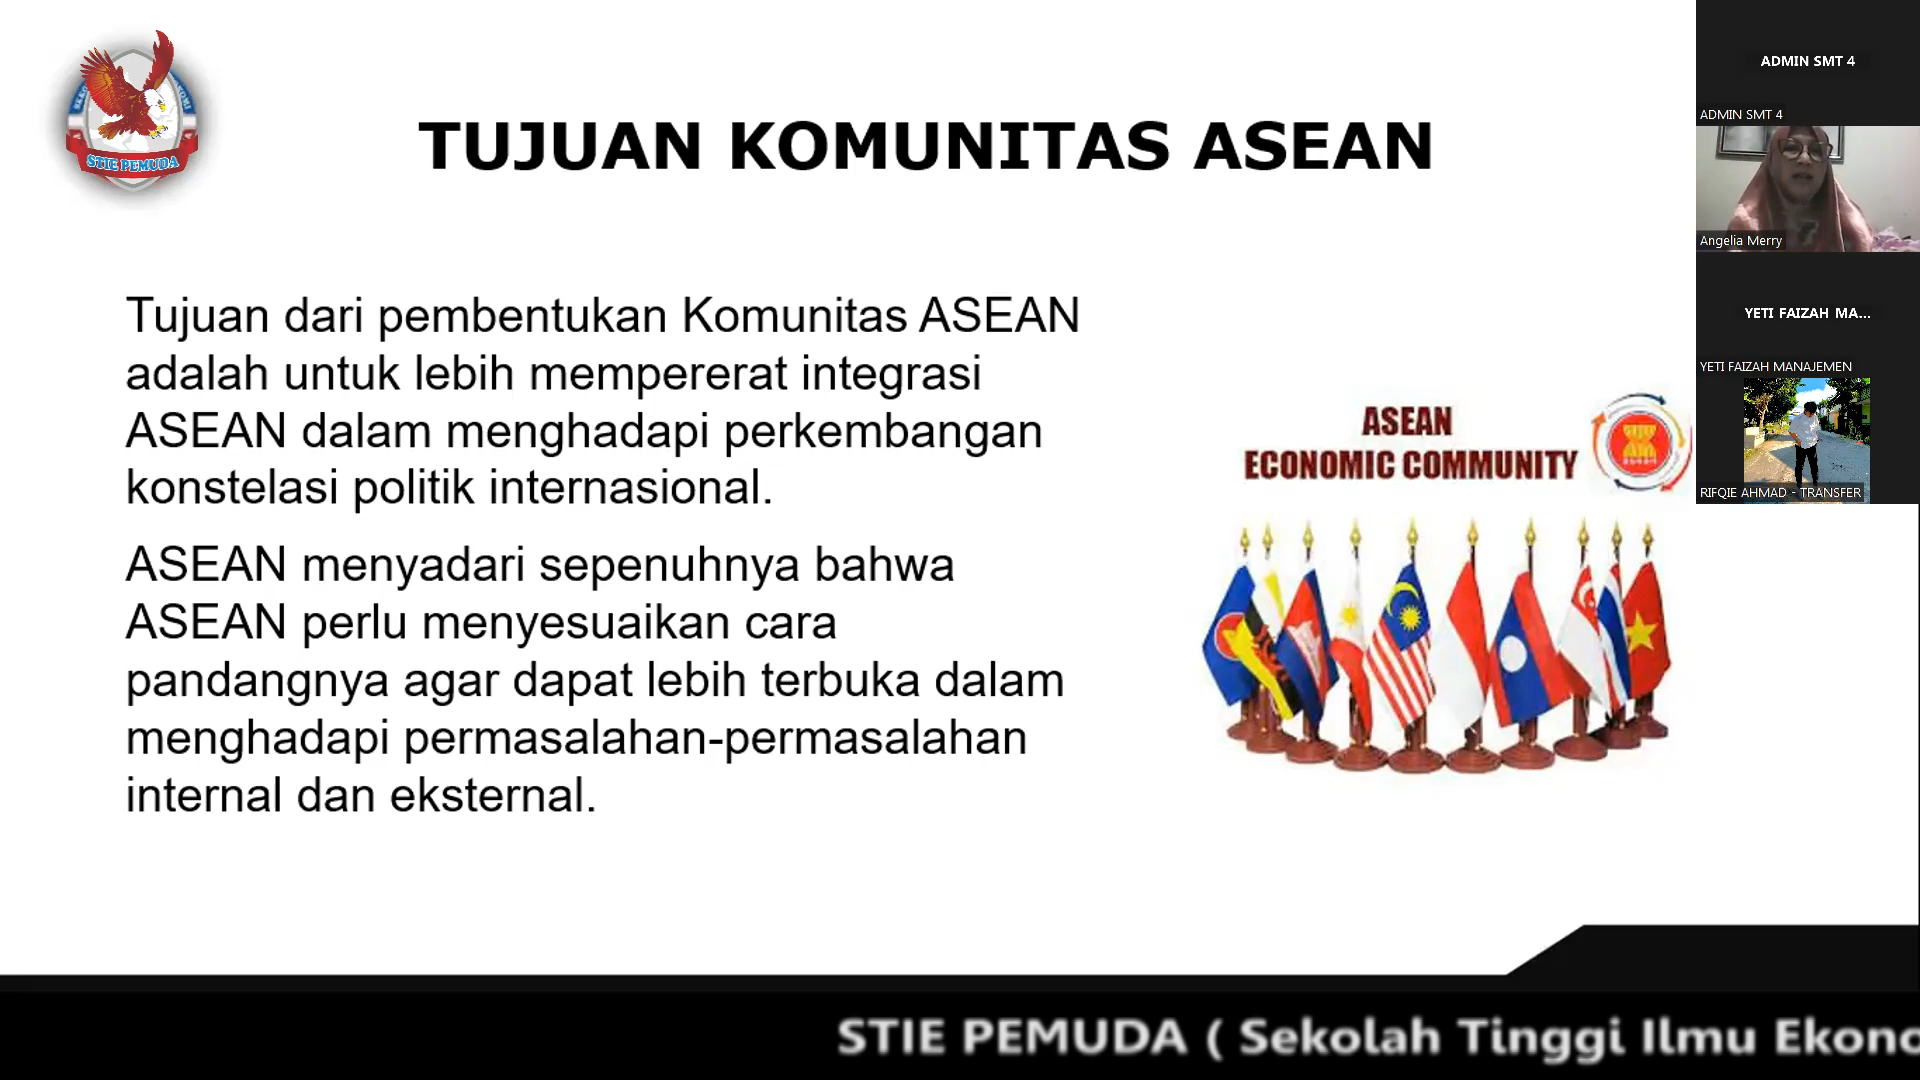 STIE PEMUDA
TUJUAN KOMUNITAS ASEAN
Tujuan dari pembentukan Komunitas ASEAN
adalah untuk lebih mempererat integrasi
ASEAN dalam menghadapi perkembangan
konstelasi politik internasional.
ASEAN menyadari sepenuhnya bahwa
ASEAN perlu menyesuaikan cara
pandangnya agar dapat lebih terbuka dalam
menghadapi permasalahan-permasalahan
internal dan eksternal.
ASEAN
ECONOMIC COMMUNITY
ADMIN SMT 4
ADMIN SMT 4
Angelia Merry
YETI FAIZAH MA...
YETI FAIZAH MANAJEMEN
RIFQIE AHMAD - TRANSFER
STIE PEMUDA ( Sekolah Tinggi Ilmu Ekono